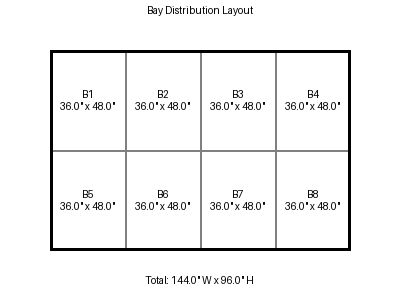 Bay Distribution Layout
B1
36.0" x 48.0"
B2
36.0" x 48.0"
B3
36.0" x 48.0"
B4
36.0" x 48.0"
B5
36.0" x 48.0"
B6
36.0" x 48.0"
B7
36.0" x 48.0"
B8
36.0" x 48.0"
Total: 144.0" W x 96.0" H